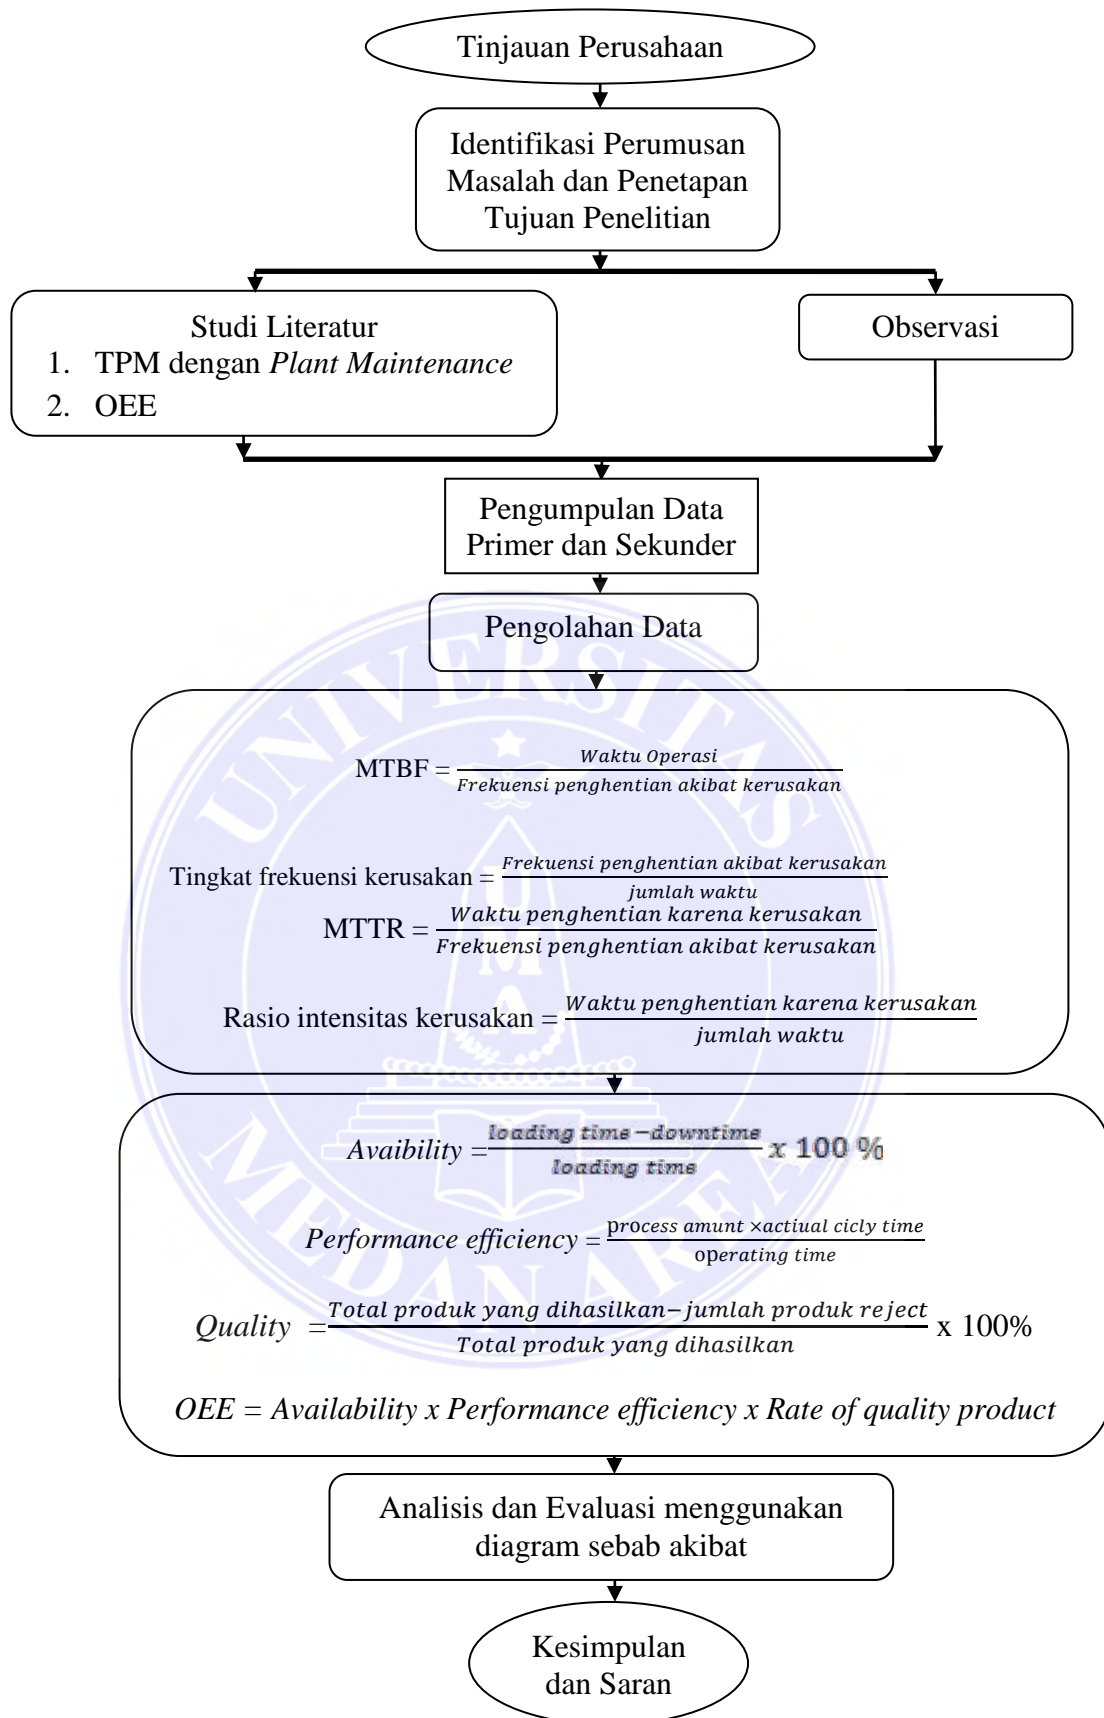 Tinjauan Perusahaan
Identifikasi Perumusan
Masalah dan Penetapan
Tujuan Penelitian
Studi Literatur
1. TPM dengan Plant Maintenance
2. OEE
Observasi
Pengumpulan Data
Primer dan Sekunder
Pengolahan Data
MTBF = Waktu Operasi / Frekuensi penghentian akibat kerusakan
Tingkat frekuensi kerusakan = Frekuensi penghentian akibat kerusakan / jumlah waktu
MTTR = Waktu penghentian karena kerusakan / Frekuensi penghentian akibat kerusakan
Rasio intensitas kerusakan = Waktu penghentian karena kerusakan / jumlah waktu
Avaibility = loading time−downtime / loading time x 100 %
Performance efficiency = process amunt ×actiual cicly time / operating time
Quality = Total produk yang dihasilkan−jumlah produk reject / Total produk yang dihasilkan x 100%
OEE = Availability x Performance efficiency x Rate of quality product
Analisis dan Evaluasi menggunakan
diagram sebab akibat
Kesimpulan
dan Saran
UNIVERSITAS
UMA
MEDAN AREA